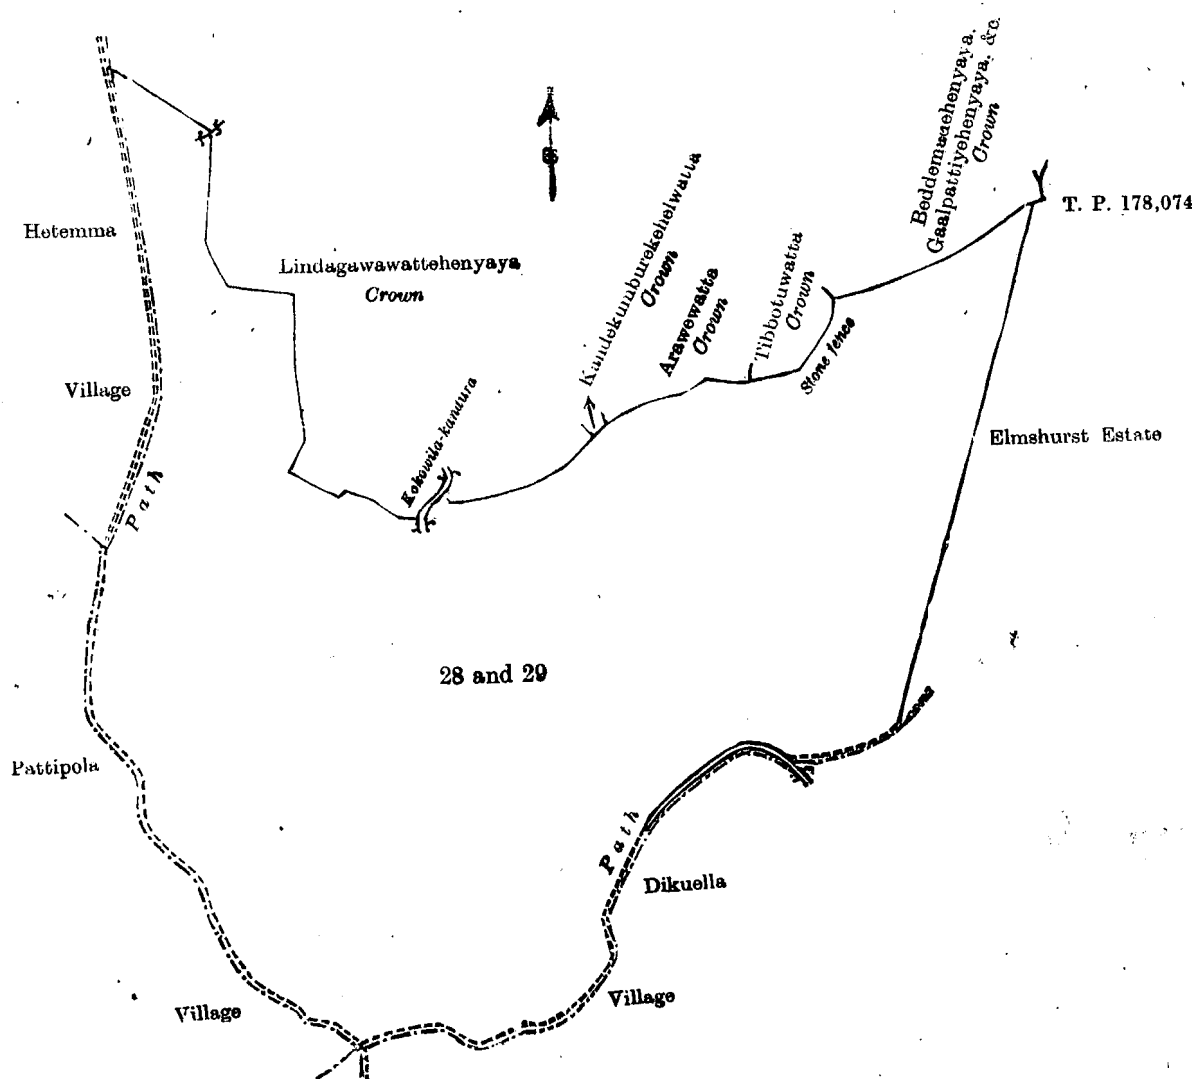 Beddemunehenyaya,
Gaalpattiyehenyaya, &c.
Crown
T. P. 178,074
Hetemma
Lindagawawattehenyaya
Crown
Kandekumburekehelwatta
Crown
Arawewatta
Crown
Tibbotuwatta
Crown
Stone fence
Village
Kokowila-kandura
Elmshurst Estate
Path
28 and 29
Pattipola
Path
Dikuella
Village
Village